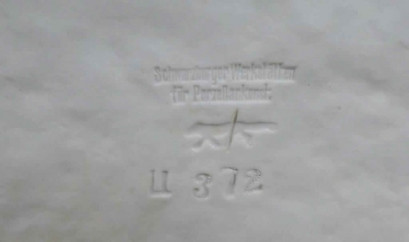 Schwarzburger Werkstätten
für Porzellankunst
U 372